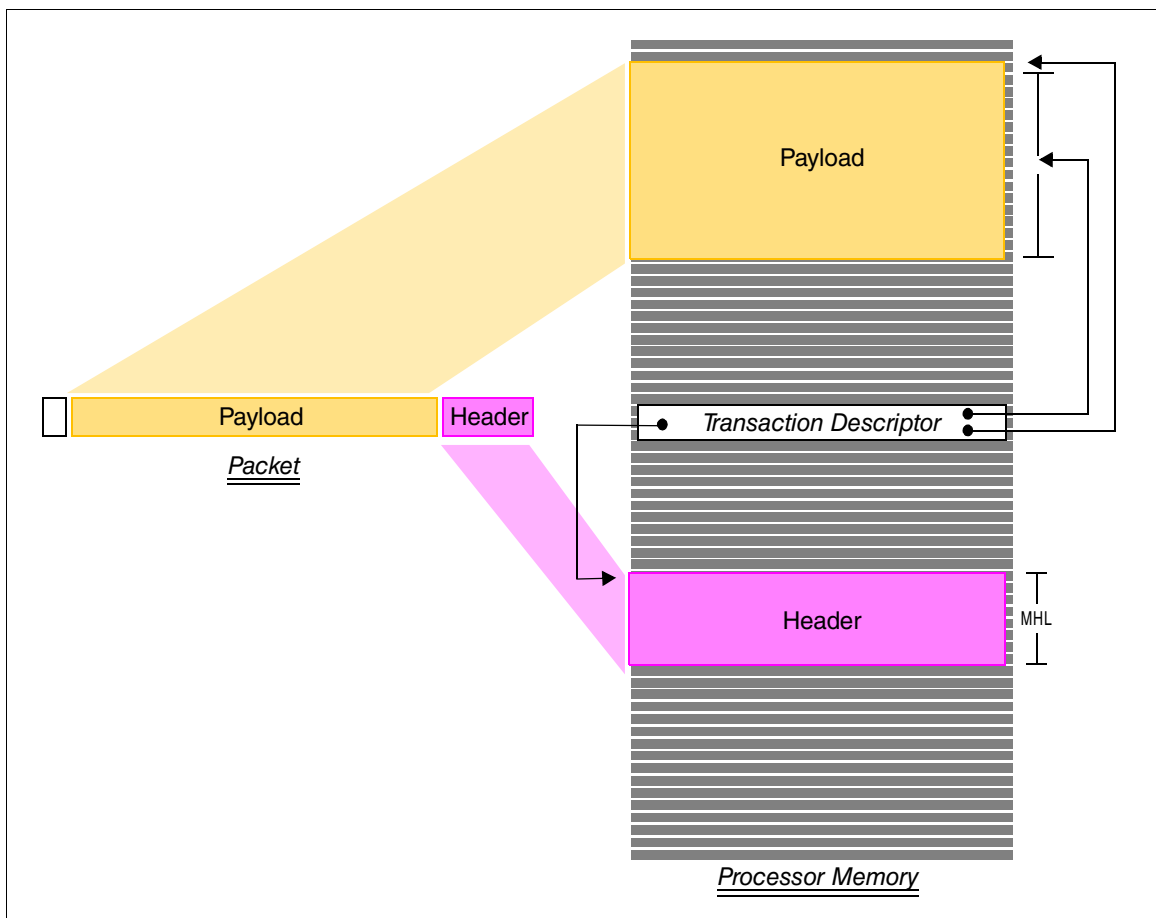 Payload
Payload
Header
Transaction Descriptor
Packet
Header
MHL
Processor Memory